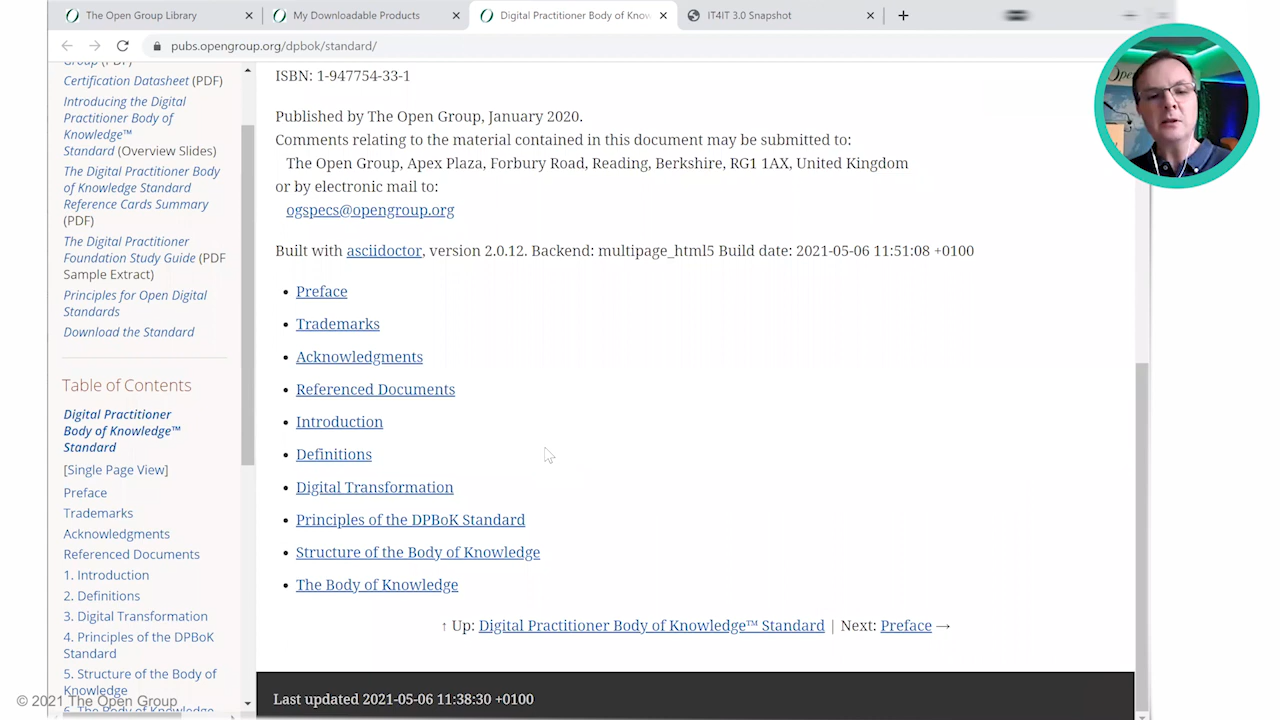 The Open Group Library
My Downloadable Products
Digital Practitioner Body of Know
IT4IT 3.0 Snapshot
pubs.opengroup.org/dpbok/standard/
Group (PDF)
Certification Datasheet (PDF)
Introducing the Digital
Practitioner Body of
Knowledge™
Standard (Overview Slides)
The Digital Practitioner Body
of Knowledge Standard
Reference Cards Summary
(PDF)
The Digital Practitioner
Foundation Study Guide (PDF
Sample Extract)
Principles for Open Digital
Standards
Download the Standard
Table of Contents
Digital Practitioner
Body of Knowledge™
Standard
[Single Page View]
Preface
Trademarks
Acknowledgments
Referenced Documents
1. Introduction
2. Definitions
3. Digital Transformation
4. Principles of the DPBoK
Standard
5. Structure of the Body of
Knowledge
6. The Body of Knowledge
ISBN: 1-947754-33-1
Published by The Open Group, January 2020.
Comments relating to the material contained in this document may be submitted to:
The Open Group, Apex Plaza, Forbury Road, Reading, Berkshire, RG1 1AX, United Kingdom
or by electronic mail to:
ogspecs@opengroup.org
Built with asciidoctor, version 2.0.12. Backend: multipage_html5 Build date: 2021-05-06 11:51:08 +0100
• Preface
• Trademarks
• Acknowledgments
• Referenced Documents
• Introduction
• Definitions
• Digital Transformation
• Principles of the DPBoK Standard
• Structure of the Body of Knowledge
• The Body of Knowledge
↑ Up: Digital Practitioner Body of Knowledge™ Standard | Next: Preface →
Last updated 2021-05-06 11:38:30 +0100
© 2021 The Open Group